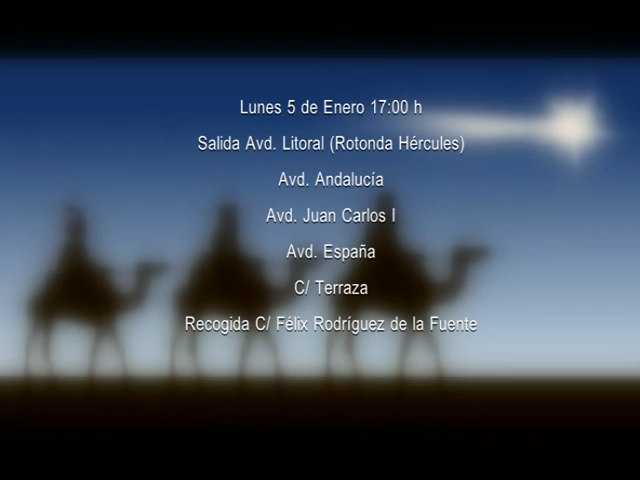 Lunes 5 de Enero 17:00 h
Salida Avd. Litoral (Rotonda Hércules)
Avd. Andalucía
Avd. Juan Carlos I
Avd. España
C/ Terraza
Recogida C/ Félix Rodríguez de la Fuente